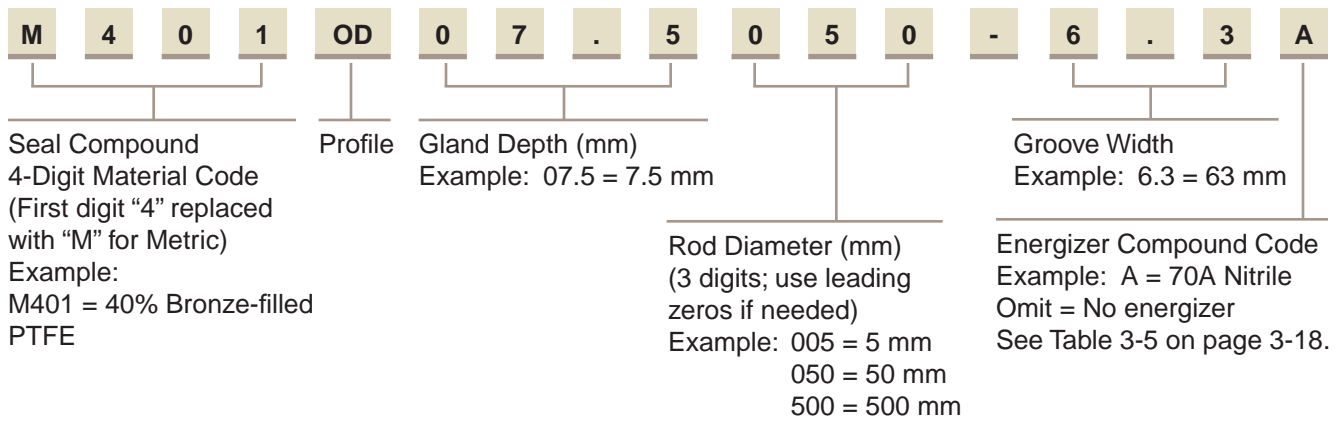 M 4 0 1 OD 0 7 . 5 0 5 0 - 6 . 3 A
Seal Compound
4-Digit Material Code
(First digit “4” replaced
with “M” for Metric)
Example:
M401 = 40% Bronze-filled
PTFE
Profile
Gland Depth (mm)
Example: 07.5 = 7.5 mm
Rod Diameter (mm)
(3 digits; use leading
zeros if needed)
Example: 005 = 5 mm
050 = 50 mm
500 = 500 mm
Groove Width
Example: 6.3 = 63 mm
Energizer Compound Code
Example: A = 70A Nitrile
Omit = No energizer
See Table 3-5 on page 3-18.